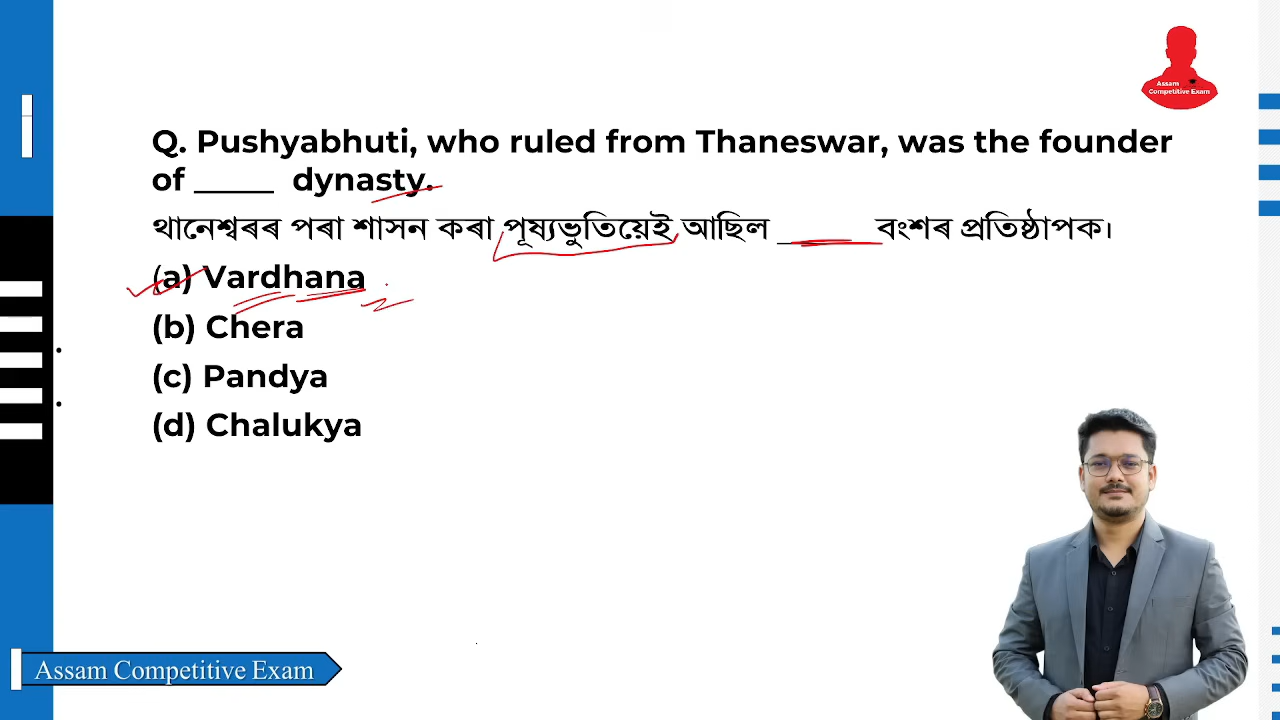 Assam
Competitive Exam
Q. Pushyabhuti, who ruled from Thaneswar, was the founder
of _____ dynasty.
থানেশ্বৰৰ পৰা শাসন কৰা পূষ্যভুতিয়েই আছিল _____ বংশৰ প্ৰতিষ্ঠাপক।
(a) Vardhana
(b) Chera
(c) Pandya
(d) Chalukya
Assam Competitive Exam